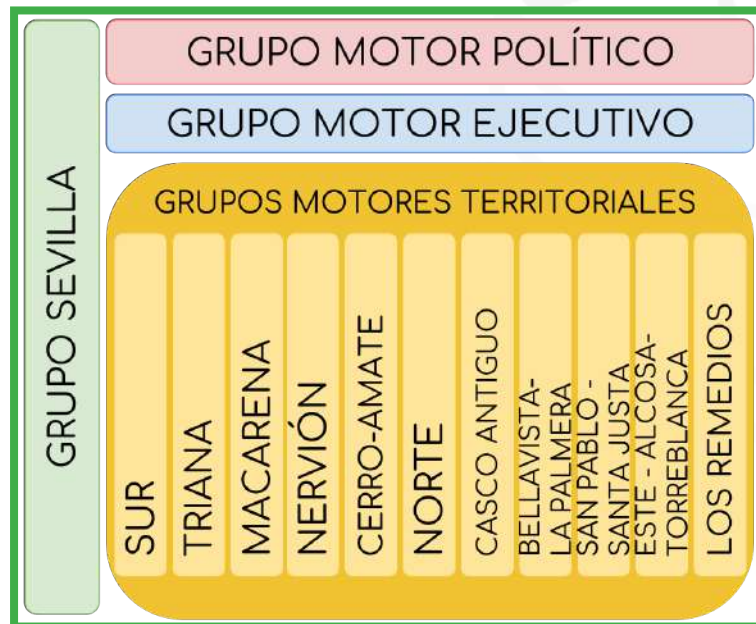 GRUPO SEVILLA
GRUPO MOTOR POLÍTICO
GRUPO MOTOR EJECUTIVO
GRUPOS MOTORES TERRITORIALES
SUR
TRIANA
MACARENA
NERVIÓN
CERRO-AMATE
NORTE
CASCO ANTIGUO
BELLAVISTA-
LA PALMERA
SAN PABLO -
SANTA JUSTA
ESTE - ALCOSA-
TORREBLANCA
LOS REMEDIOS